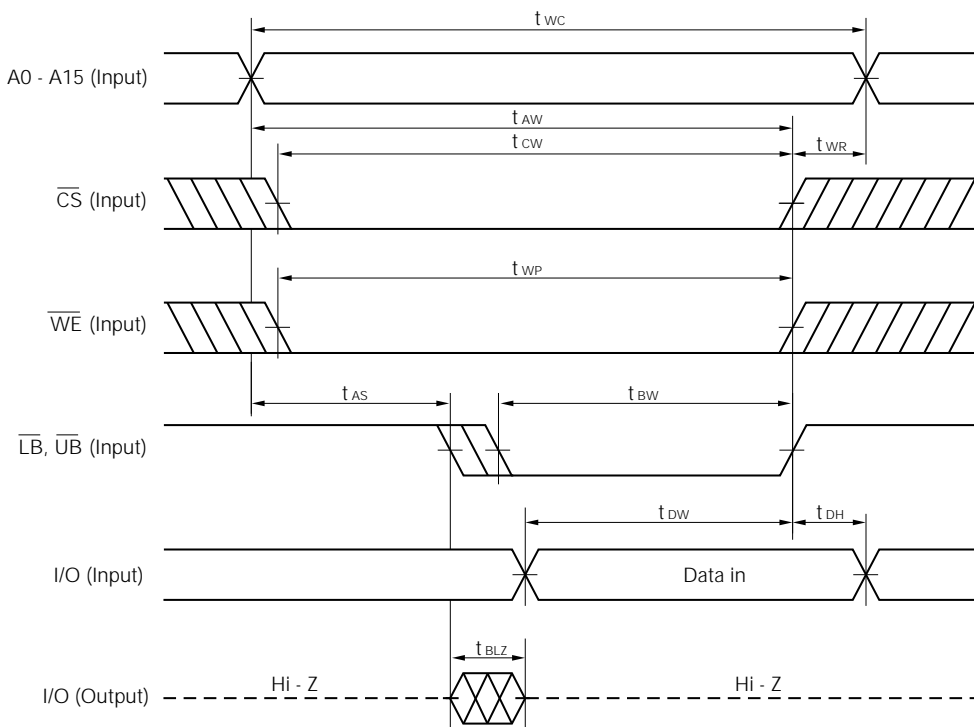 t WC
A0 - A15 (Input)
t AW
t CW
t WR
CS (Input)
t WP
WE (Input)
t AS
t BW
LB, UB (Input)
t DW
t DH
I/O (Input)
Data in
t BLZ
I/O (Output)
Hi - Z
Hi - Z